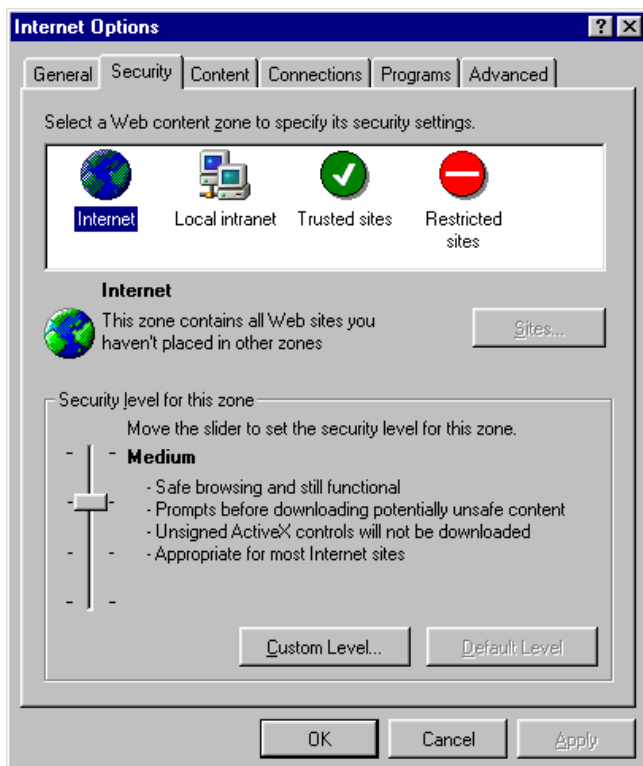 Internet Options
General Security Content Connections Programs Advanced
Select a Web content zone to specify its security settings.
Internet Local intranet Trusted sites Restricted
sites
Internet
This zone contains all Web sites you
haven't placed in other zones
Sites...
Security level for this zone
Move the slider to set the security level for this zone.
Medium
- Safe browsing and still functional
- Prompts before downloading potentially unsafe content
- Unsigned ActiveX controls will not be downloaded
- Appropriate for most Internet sites
Custom Level... Default Level
OK Cancel Apply